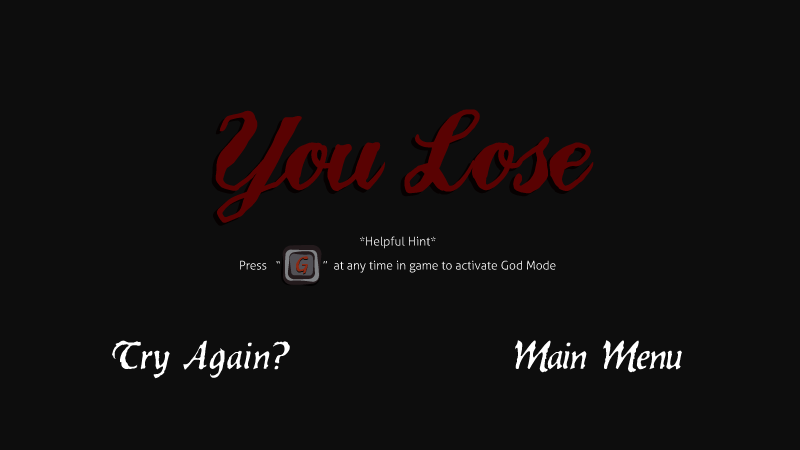 You Lose
*Helpful Hint*
Press "G" at any time in game to activate God Mode
Try Again?
Main Menu